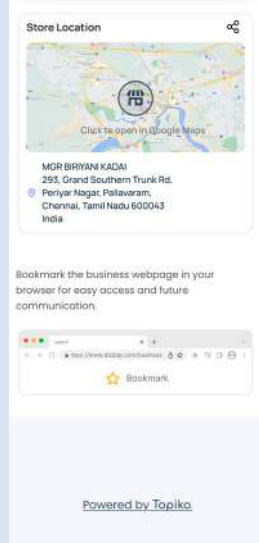 Store Location
Click to open in Google Maps
MGR BIRIYANI KADAI
293, Grand Southern Trunk Rd,
Periyar Nagar, Pallavaram,
Chennai, Tamil Nadu 600043
India
Bookmark the business webpage in your
browser for easy access and future
communication.
Bookmark
Powered by Topiko.